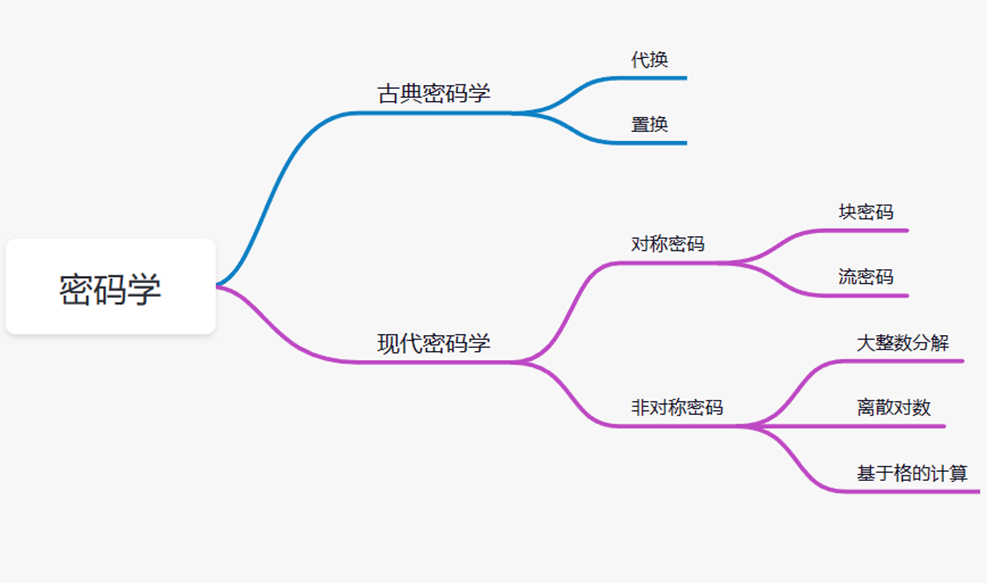 密码学
古典密码学
代换
置换
现代密码学
对称密码
块密码
流密码
非对称密码
大整数分解
离散对数
基于格的计算